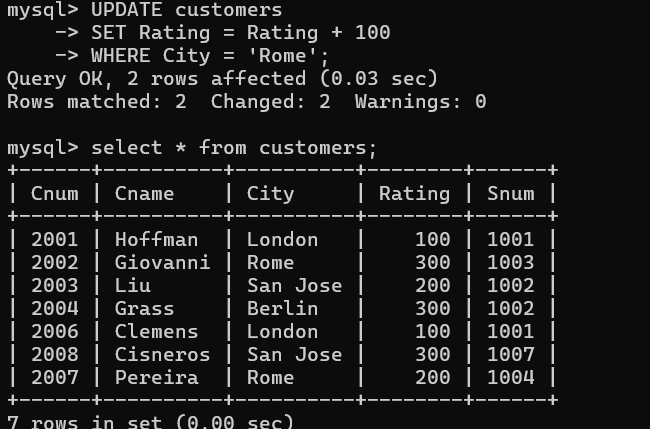 mysql> UPDATE customers
    -> SET Rating = Rating + 100
    -> WHERE City = 'Rome';
Query OK, 2 rows affected (0.03 sec)
Rows matched: 2  Changed: 2  Warnings: 0

mysql> select * from customers;
+------+----------+----------+--------+------+
| Cnum | Cname    | City     | Rating | Snum |
+------+----------+----------+--------+------+
| 2001 | Hoffman  | London   |    100 | 1001 |
| 2002 | Giovanni | Rome     |    300 | 1003 |
| 2003 | Liu      | San Jose |    200 | 1002 |
| 2004 | Grass    | Berlin   |    300 | 1002 |
| 2006 | Clemens  | London   |    100 | 1001 |
| 2008 | Cisneros | San Jose |    300 | 1007 |
| 2007 | Pereira  | Rome     |    200 | 1004 |
+------+----------+----------+--------+------+
7 rows in set (0.00 sec)